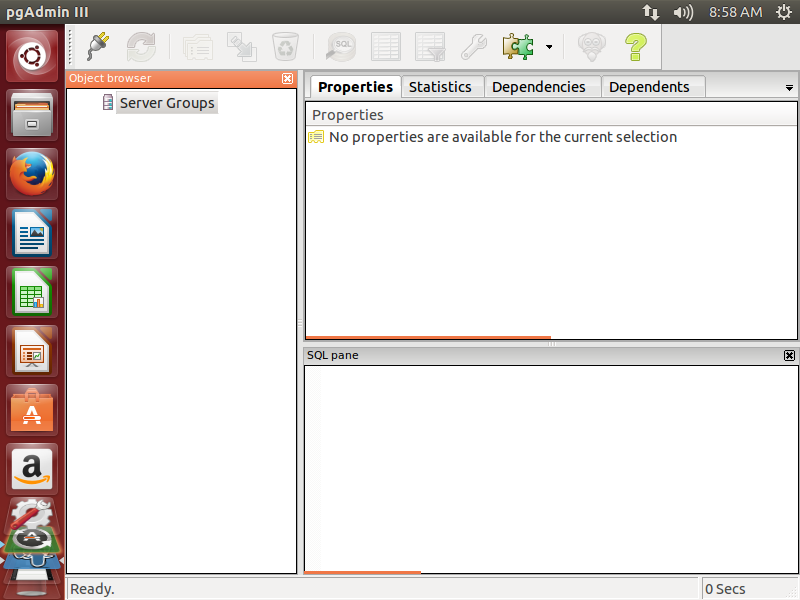 pgAdmin III
8:58 AM
SQL
?
Object browser
Server Groups
Properties Statistics Dependencies Dependents
Properties
No properties are available for the current selection
SQL pane
a
Ready.
0 Secs